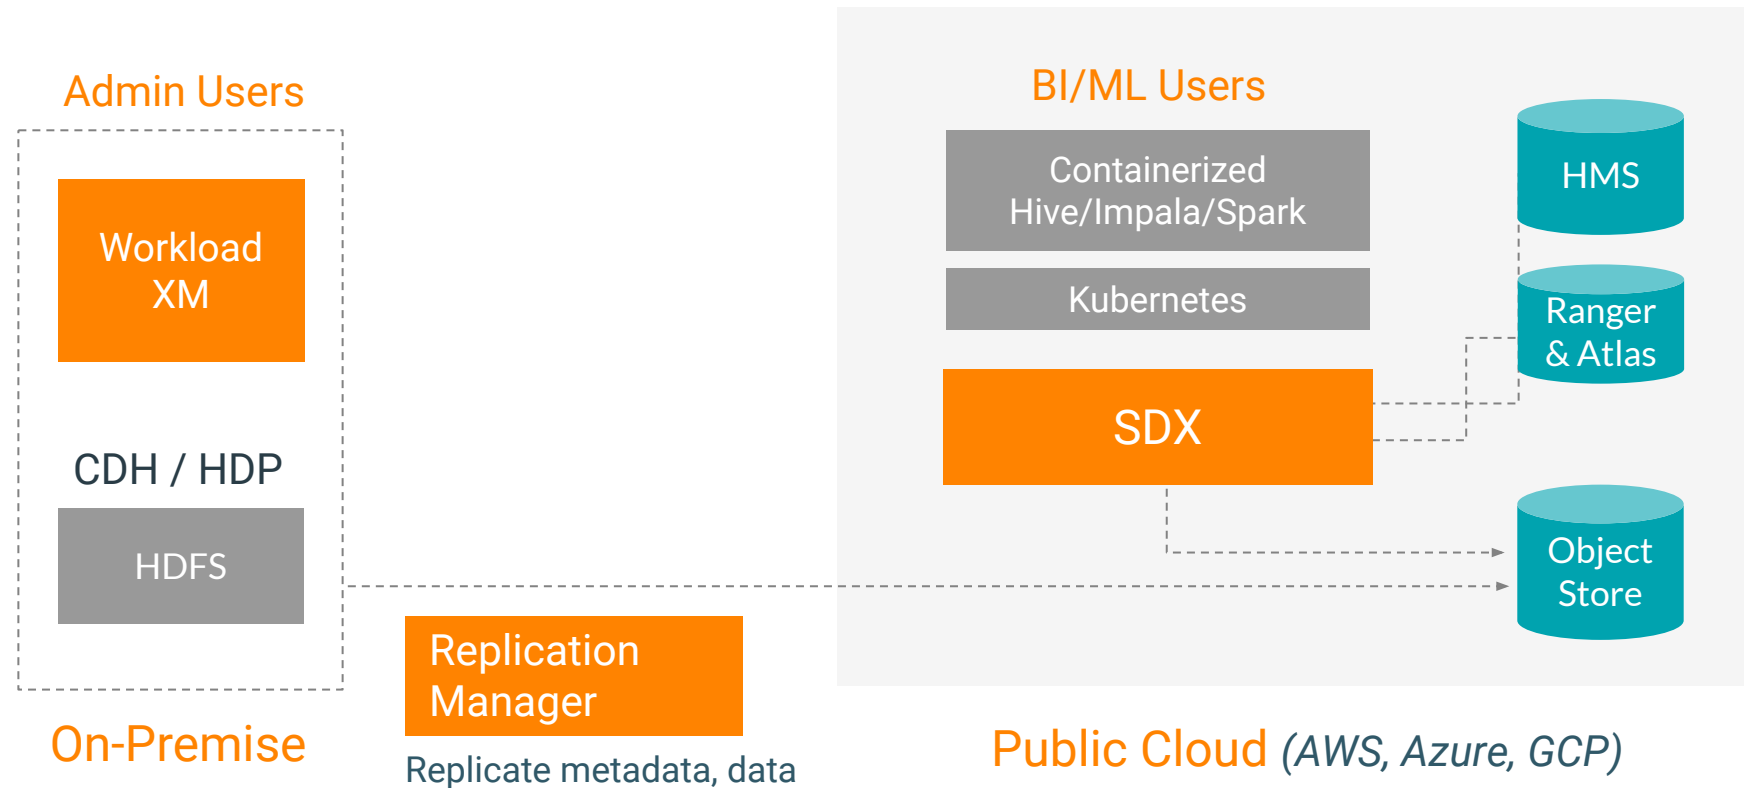 Admin Users
Workload
XM
CDH / HDP
HDFS
On-Premise
Replication
Manager
Replicate metadata, data
BI/ML Users
Containerized
Hive/Impala/Spark
Kubernetes
SDX
HMS
Ranger
& Atlas
Object
Store
Public Cloud (AWS, Azure, GCP)